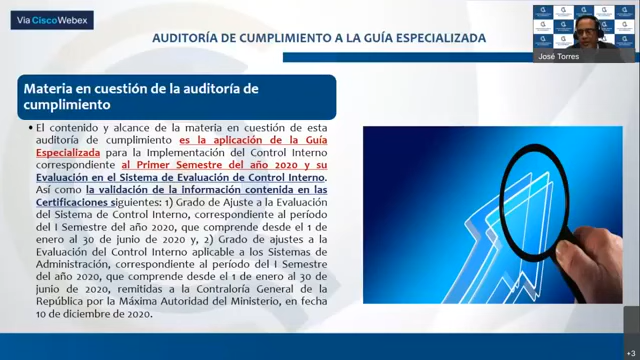 Vía CiscoWebex
AUDITORÍA DE CUMPLIMIENTO A LA GUÍA ESPECIALIZADA
José Torres
Materia en cuestión de la auditoría de
cumplimiento
• El contenido y alcance de la materia en cuestión de esta
auditoría de cumplimiento es la aplicación de la Guía
Especializada para la Implementación del Control Interno
correspondiente al Primer Semestre del año 2020 y su
Evaluación en el Sistema de Evaluación de Control Interno.
Así como la validación de la información contenida en las
Certificaciones siguientes: 1) Grado de Ajuste a la Evaluación
del Sistema de Control Interno, correspondiente al período
del I Semestre del año 2020, que comprende desde el 1 de
enero al 30 de junio de 2020 y, 2) Grado de ajustes a la
Evaluación del Control Interno aplicable a los Sistemas de
Administración, correspondiente al período del I Semestre
del año 2020, que comprende desde el 1 de enero al 30 de
junio de 2020, remitidas a la Contraloría General de la
República por la Máxima Autoridad del Ministerio, en fecha
10 de diciembre de 2020.
+3